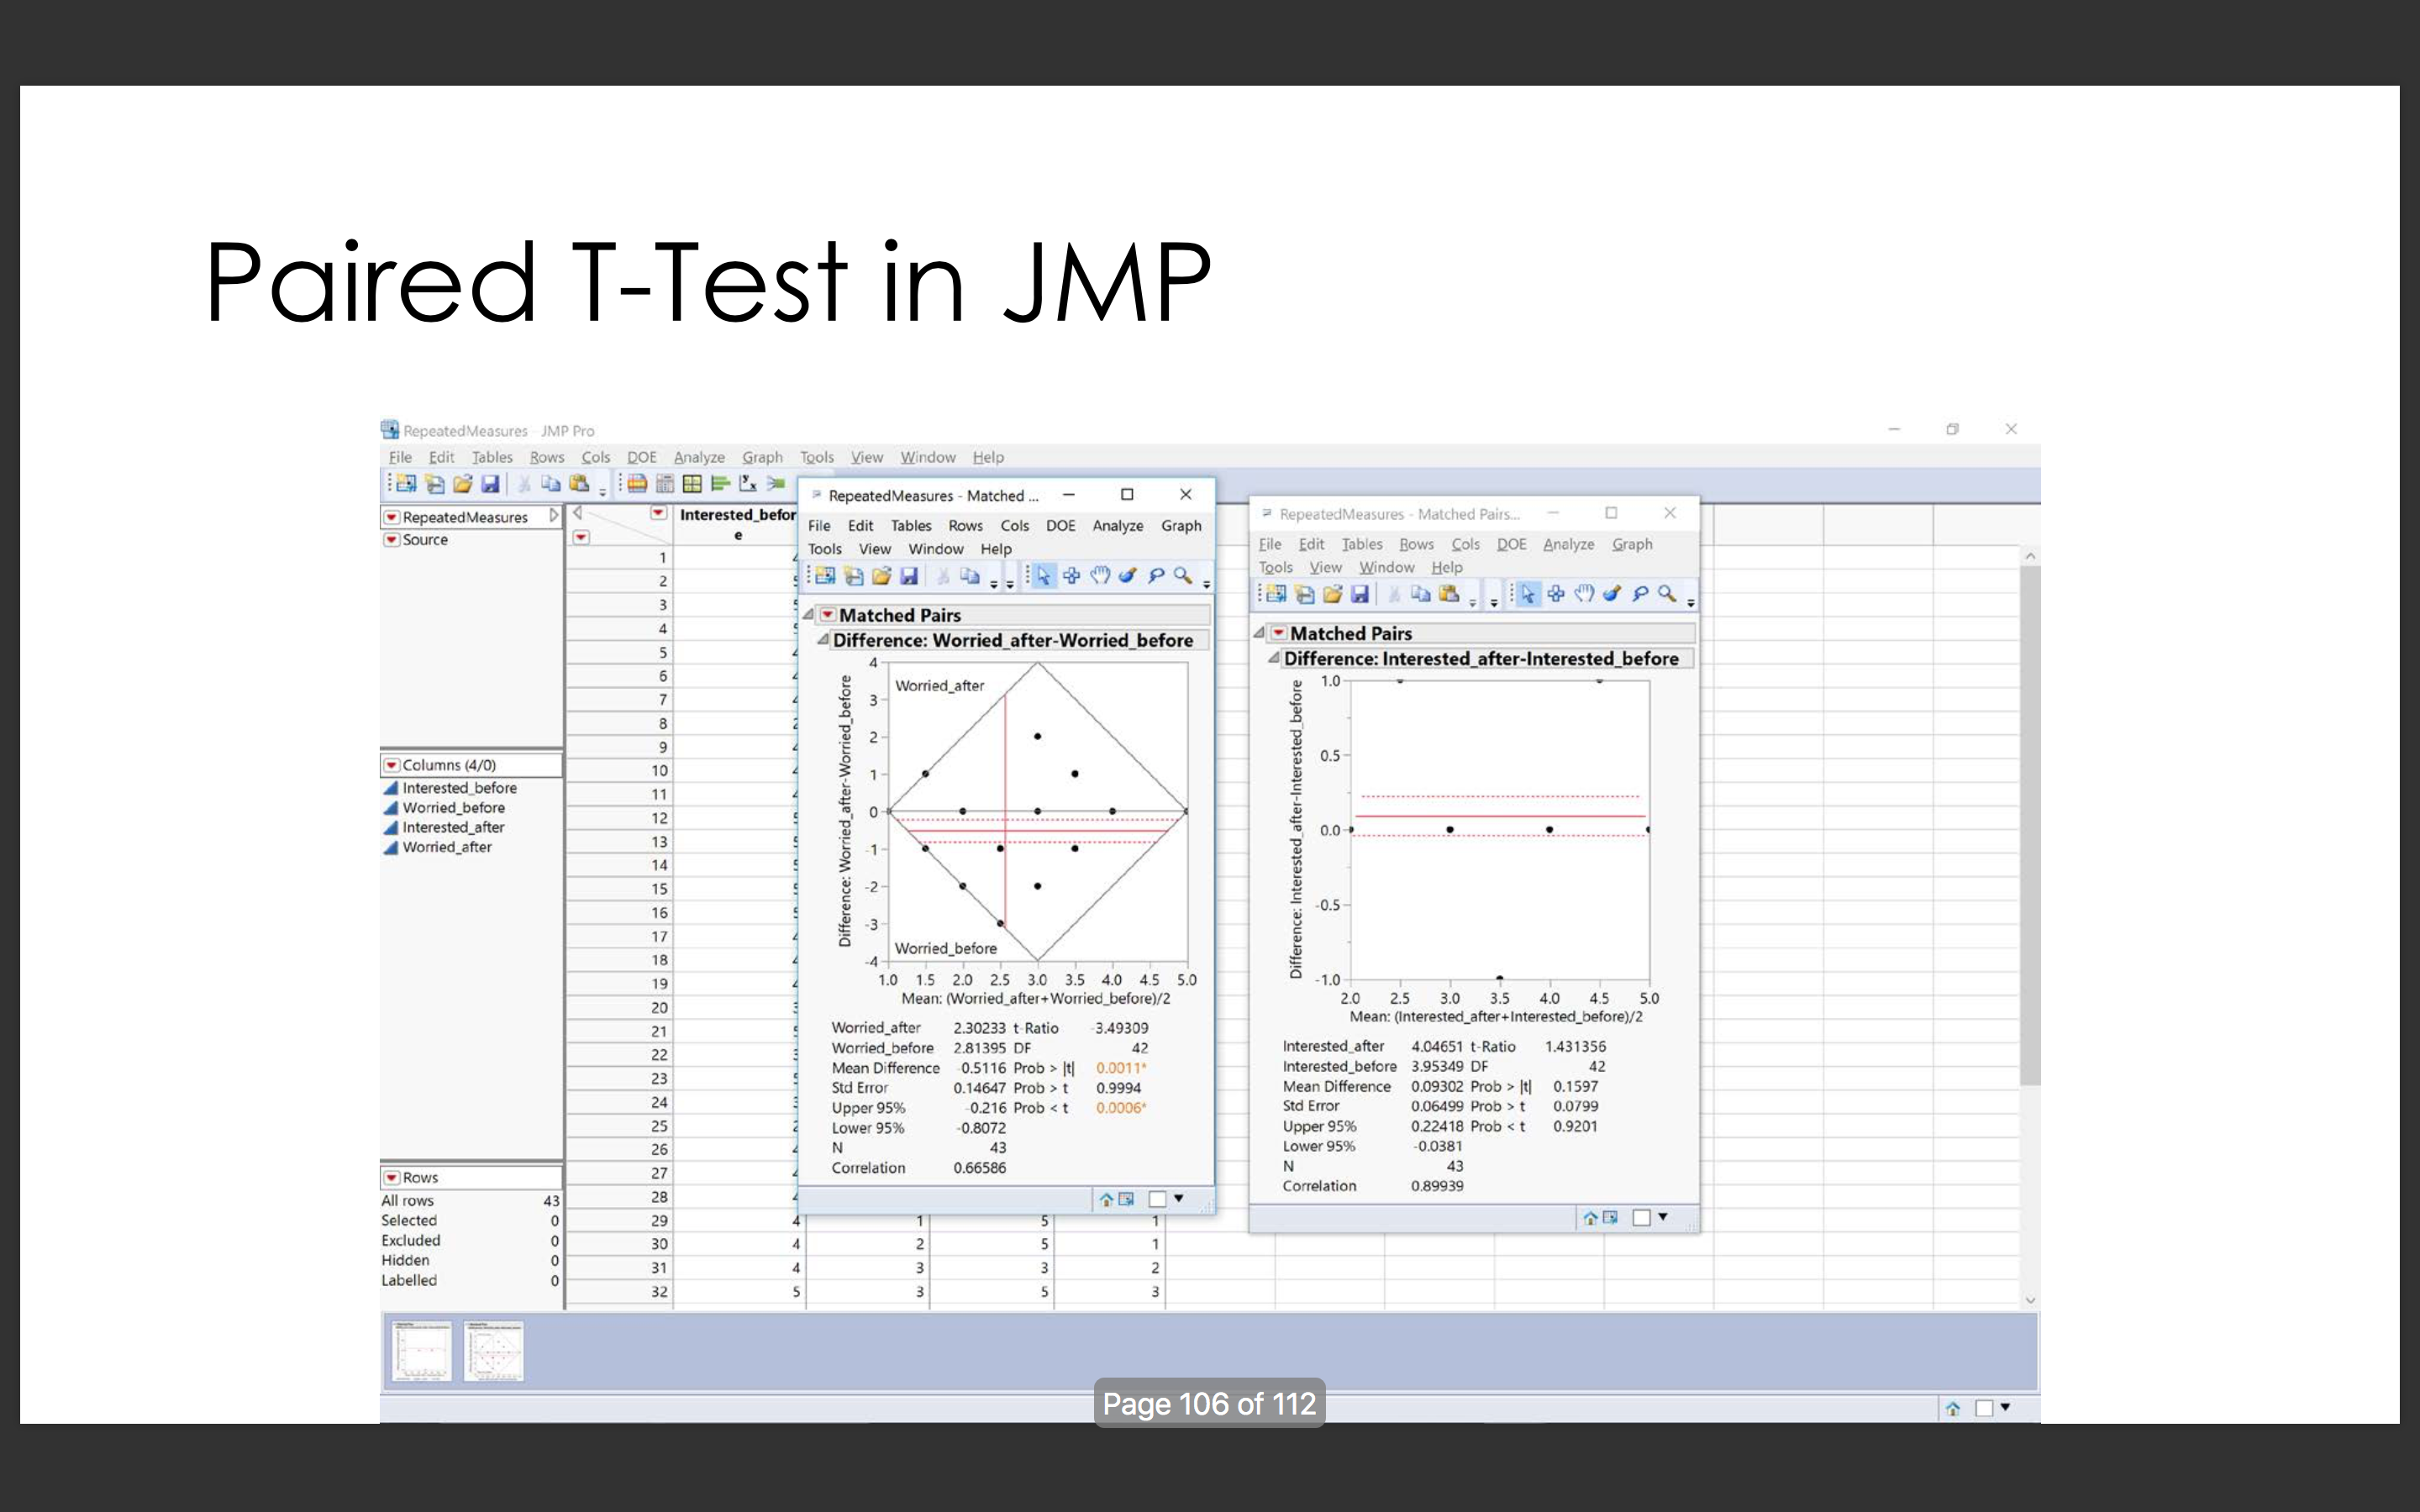 Paired T-Test in JMP
RepeatedMeasures - JMP Pro
File Edit Tables Rows Cols DOE Analyze Graph Tools View Window Help
RepeatedMeasures
Source
Columns (4/0)
Interested_before
Worried_before
Interested_after
Worried_after
Rows
All rows 43
Selected 0
Excluded 0
Hidden 0
Labelled 0
Interested_befor
e
1
2
3
4
5
6
7
8
9
10
11
12
13
14
15
16
17
18
19
20
21
22
23
24
25
26
27
28
29 4 1 5 1
30 4 2 5 1
31 4 3 3 2
32 5 3 5 3
RepeatedMeasures - Matched ...
File Edit Tables Rows Cols DOE Analyze Graph
Tools View Window Help
Matched Pairs
Difference: Worried_after-Worried_before
Difference: Worried_after-Worried_before
4
3
2
1
0
-1
-2
-3
-4
Worried_after
Worried_before
1.0 1.5 2.0 2.5 3.0 3.5 4.0 4.5 5.0
Mean: (Worried_after+Worried_before)/2
Worried_after 2.30233 t-Ratio -3.49309
Worried_before 2.81395 DF 42
Mean Difference -0.5116 Prob > |t| 0.0011*
Std Error 0.14647 Prob > t 0.9994
Upper 95% -0.216 Prob < t 0.0006*
Lower 95% -0.8072
N 43
Correlation 0.66586
RepeatedMeasures - Matched Pairs...
File Edit Tables Rows Cols DOE Analyze Graph
Tools View Window Help
Matched Pairs
Difference: Interested_after-Interested_before
Difference: Interested_after-Interested_before
1.0
0.5
0.0
-0.5
-1.0
2.0 2.5 3.0 3.5 4.0 4.5 5.0
Mean: (Interested_after+Interested_before)/2
Interested_after 4.04651 t-Ratio 1.431356
Interested_before 3.95349 DF 42
Mean Difference 0.09302 Prob > |t| 0.1597
Std Error 0.06499 Prob > t 0.0799
Upper 95% 0.22418 Prob < t 0.9201
Lower 95% -0.0381
N 43
Correlation 0.89939
Page 106 of 112